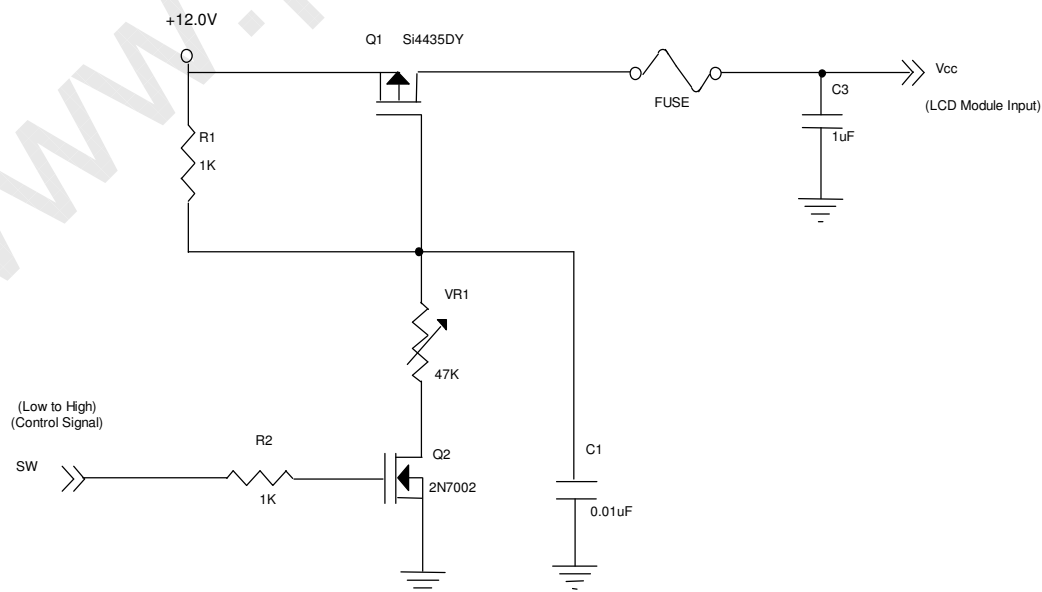 +12.0V
Q1 Si4435DY
Vcc
FUSE
C3
(LCD Module Input)
R1
1uF
1K
VR1
47K
(Low to High)
(Control Signal)
R2
Q2
C1
SW
2N7002
1K
0.01uF